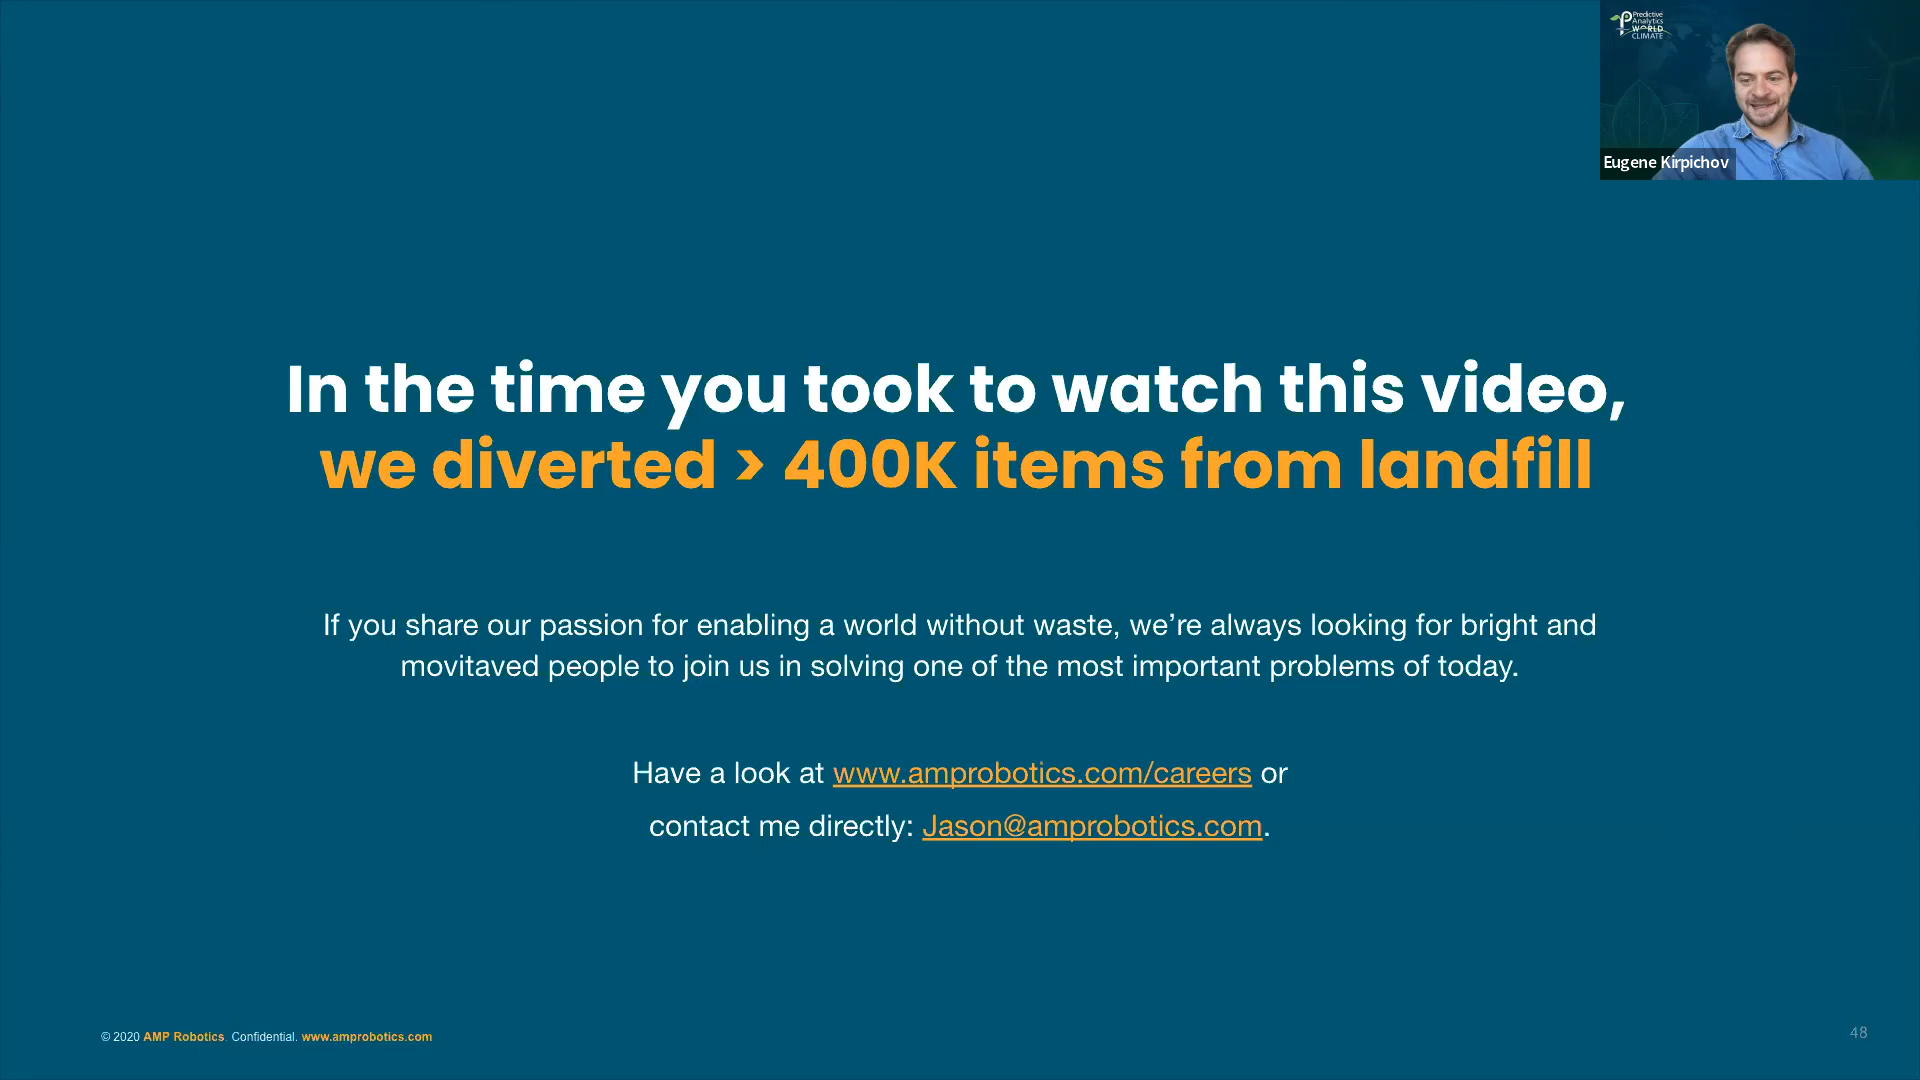 Predictive
Analytics
WORLD
CLIMATE
Eugene Kirpichov
In the time you took to watch this video,
we diverted > 400K items from landfill
If you share our passion for enabling a world without waste, we’re always looking for bright and
movitaved people to join us in solving one of the most important problems of today.
Have a look at www.amprobotics.com/careers or
contact me directly: Jason@amprobotics.com.
© 2020 AMP Robotics. Confidential. www.amprobotics.com
48